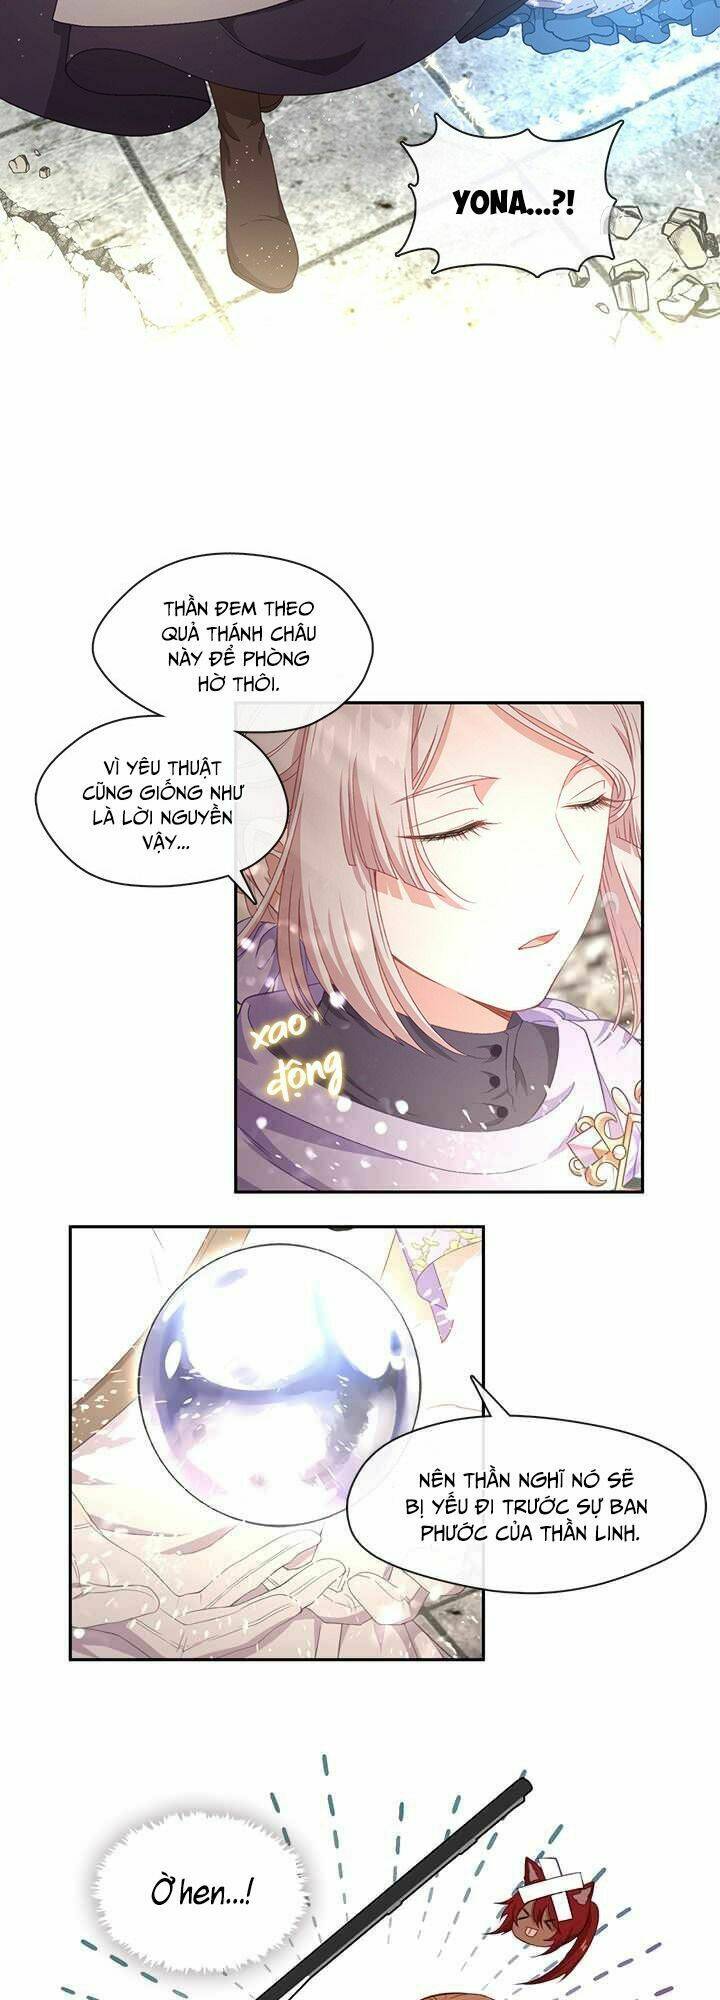 YONA...?!
THẦN ĐEM THEO
QUẢ THÁNH CHÂU
NÀY ĐỂ PHÒNG
HỜ THÔI.
VÌ YÊU THUẬT
CŨNG GIỐNG NHƯ
LÀ LỜI NGUYỀN
VẬY...
xao
động
NÊN THẦN NGHĨ NÓ SẼ
BỊ YẾU ĐI TRƯỚC SỰ BAN
PHƯỚC CỦA THẦN LINH.
Ờ hen...!